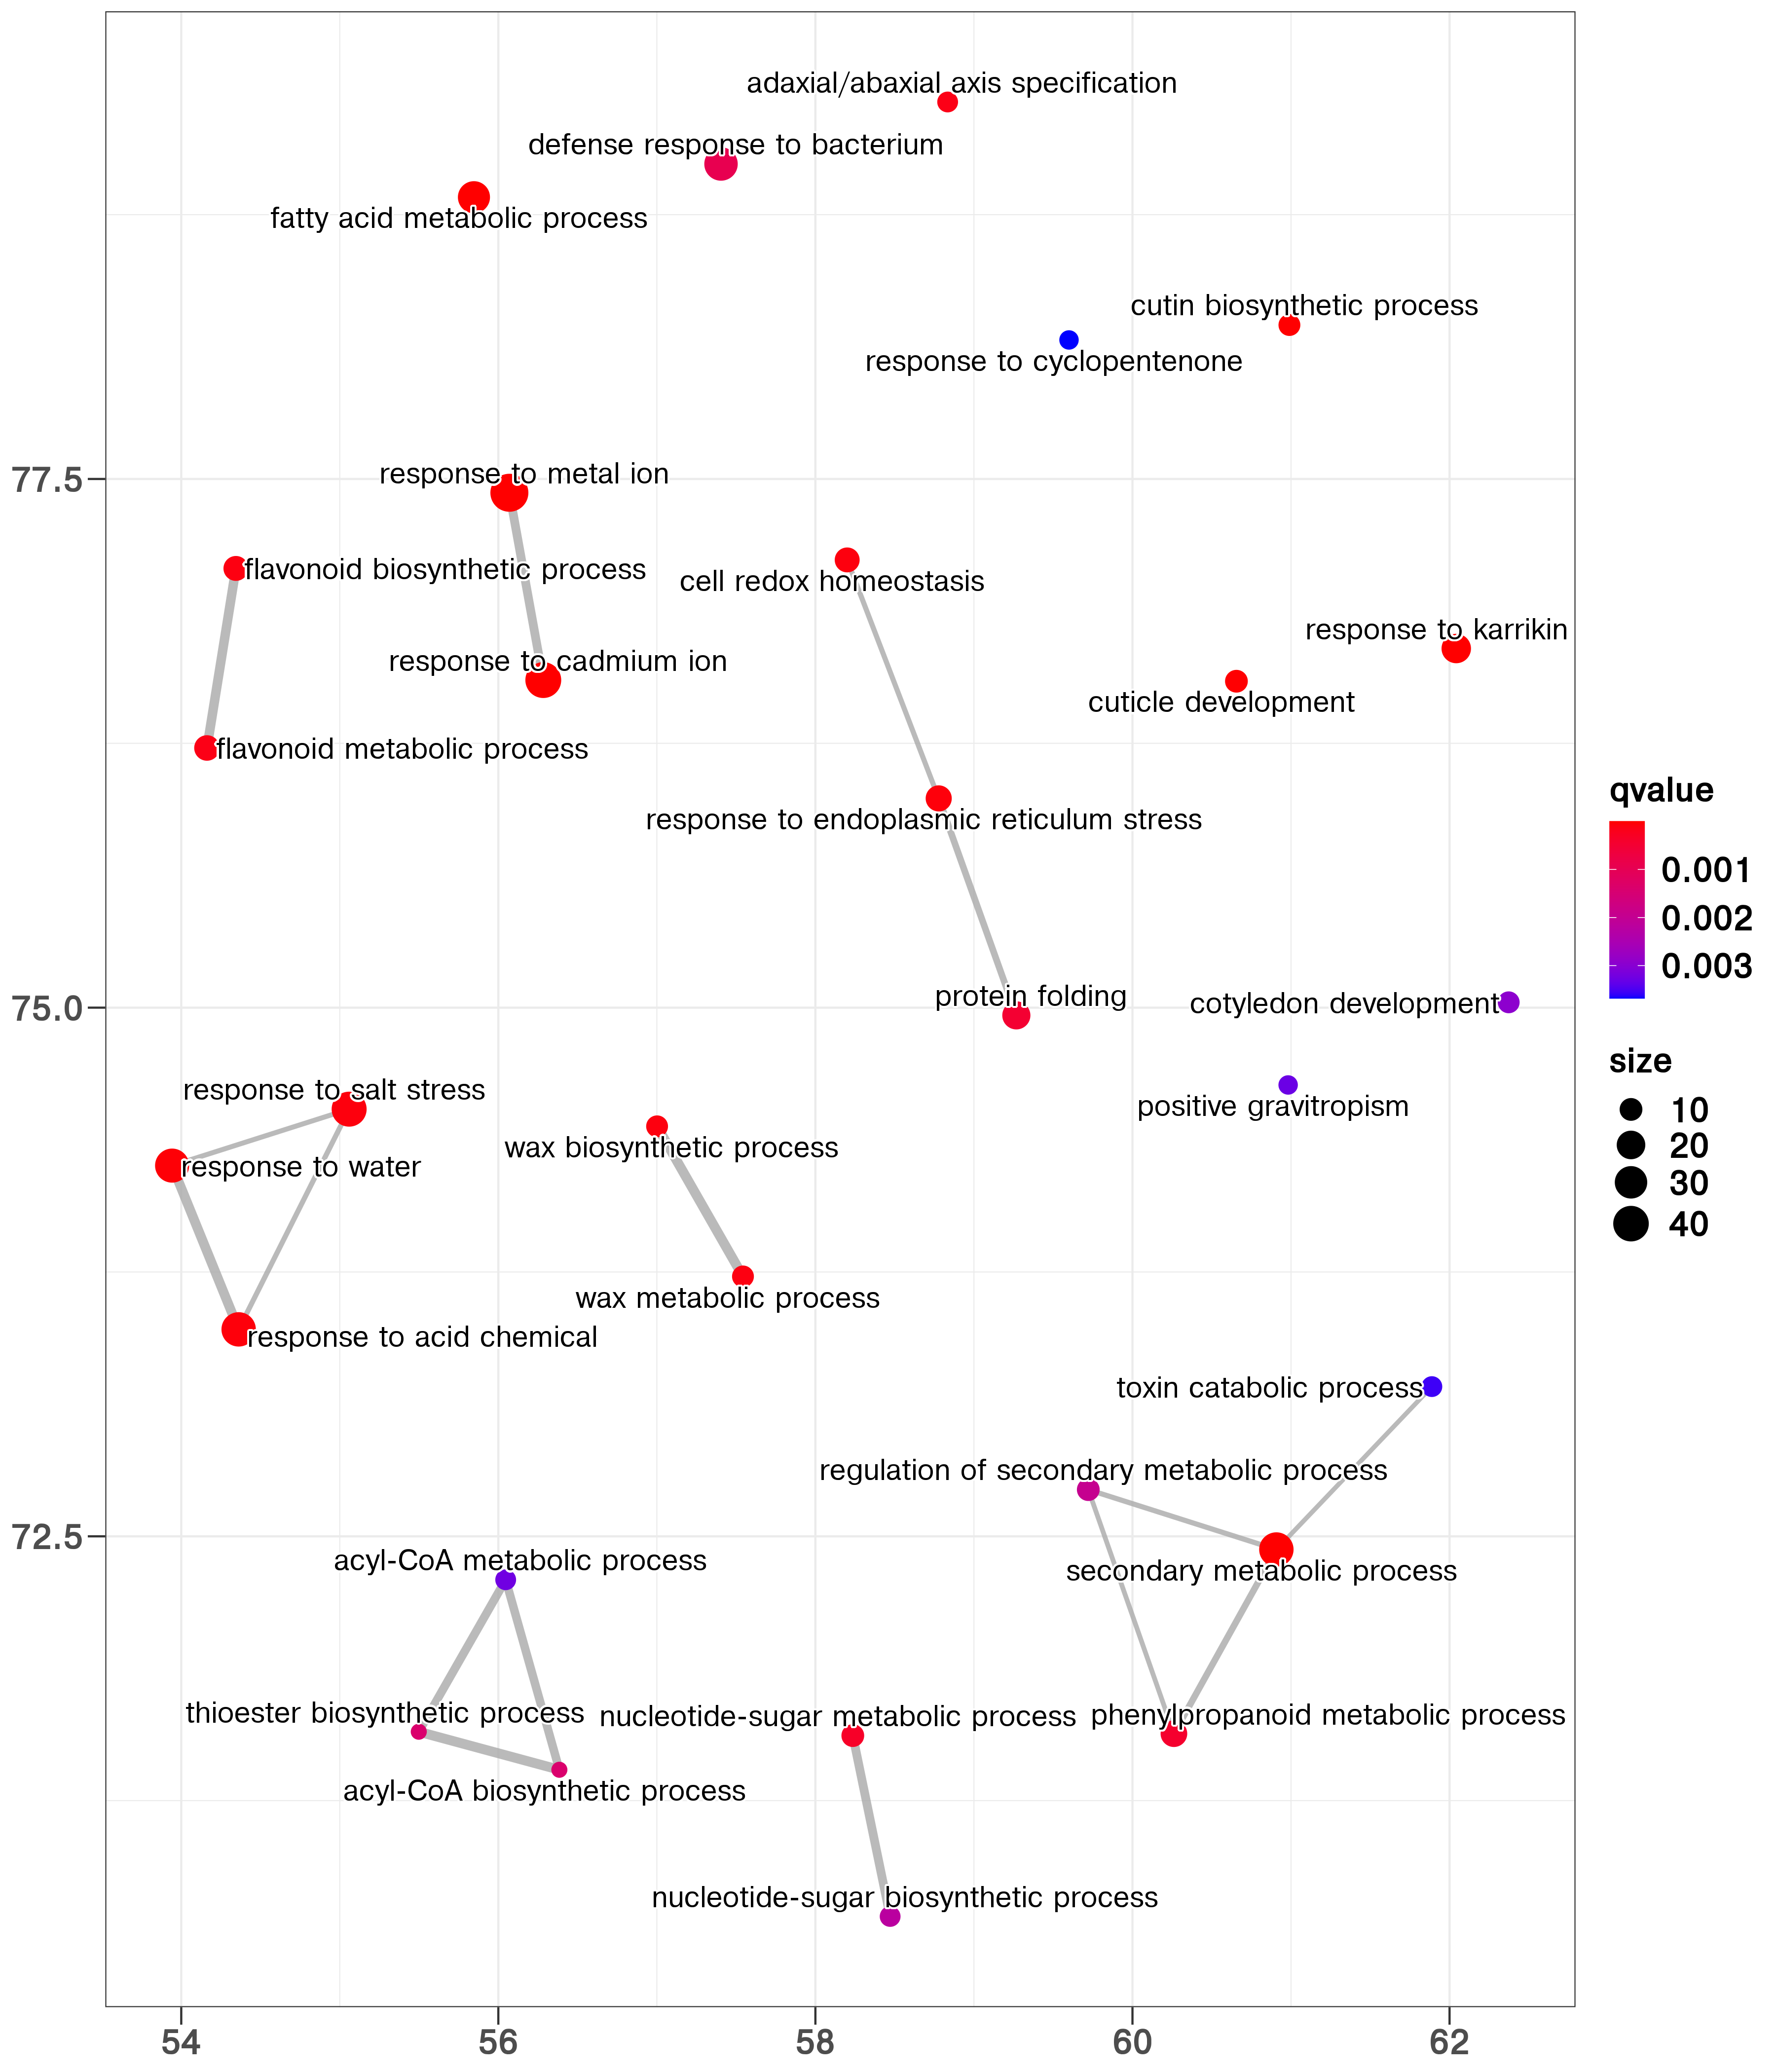 adaxial/abaxial axis specification
defense response to bacterium
fatty acid metabolic process
cutin biosynthetic process
response to cyclopentenone
response to metal ion
77.5
flavonoid biosynthetic process
cell redox homeostasis
response to karrikin
response to cadmium ion
cuticle development
flavonoid metabolic process
response to endoplasmic reticulum stress
protein folding
75.0
cotyledon development
response to salt stress
positive gravitropism
wax biosynthetic process
response to water
wax metabolic process
response to acid chemical
toxin catabolic process
regulation of secondary metabolic process
72.5
acyl-CoA metabolic process
secondary metabolic process
thioester biosynthetic process
nucleotide-sugar metabolic process
phenylpropanoid metabolic process
acyl-CoA biosynthetic process
nucleotide-sugar biosynthetic process
54 56 58 60 62
qvalue
0.001
0.002
0.003
size
10
20
30
40